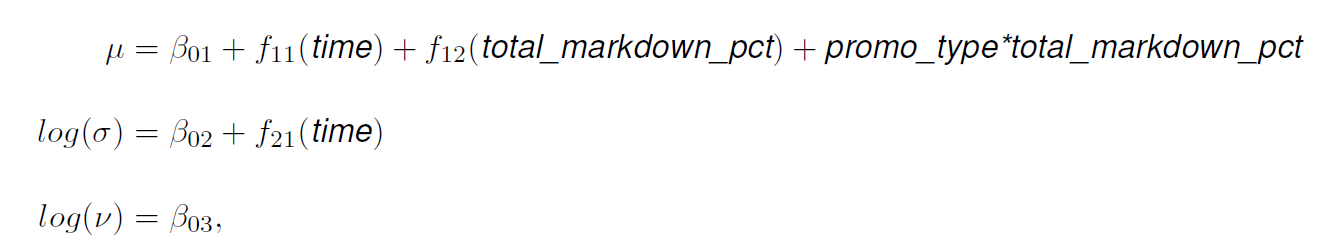 μ = β₀₁ + f₁₁(time) + f₁₂(total_markdown_pct) + promo_type*total_markdown_pct
log(σ) = β₀₂ + f₂₁(time)
log(ν) = β₀₃,